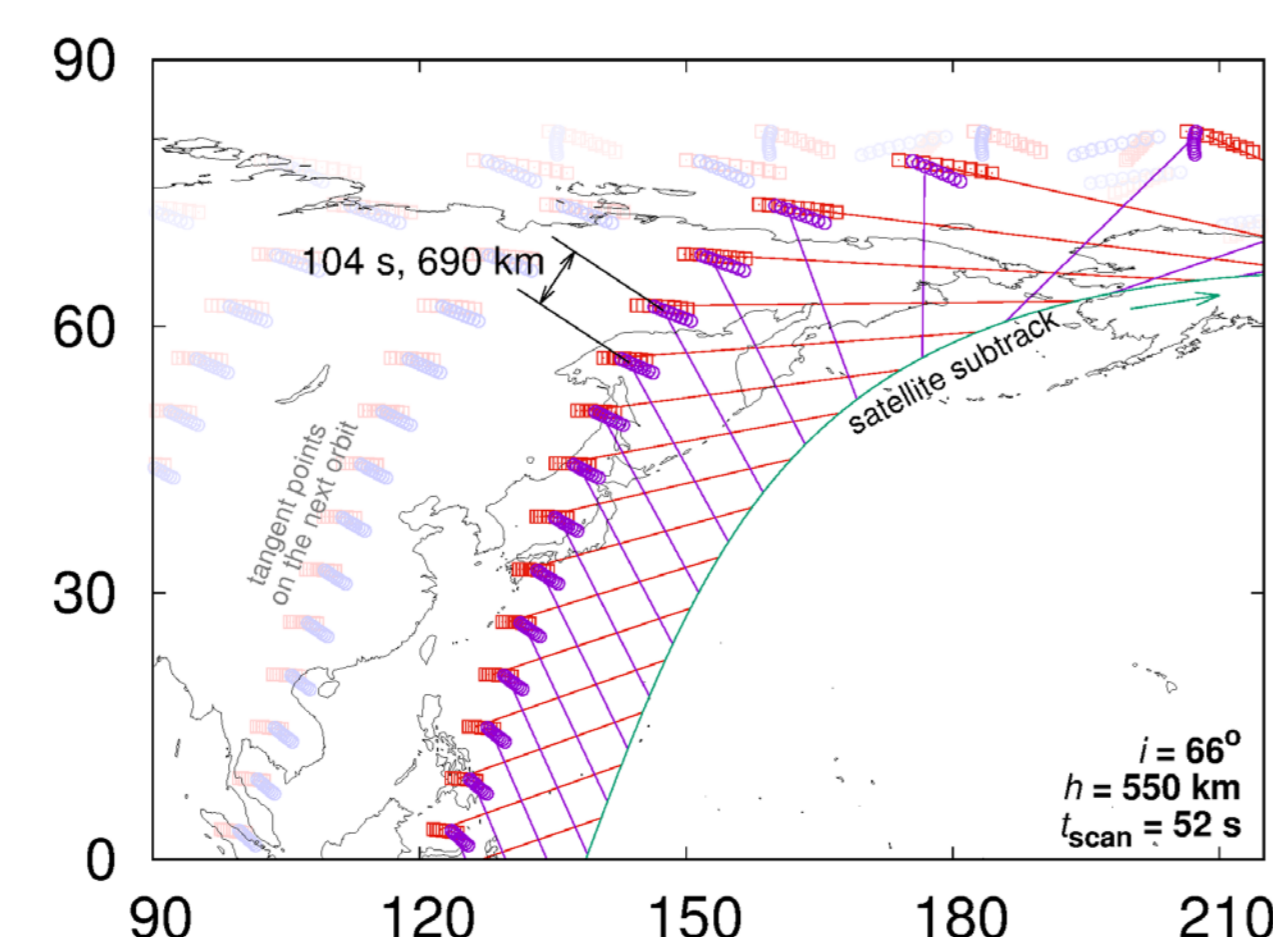 90
104 s, 690 km
60
satellite subtrack
tangent points
on the next orbit
30
i = 66°
h = 550 km
t_scan = 52 s
0
90 120 150 180 210